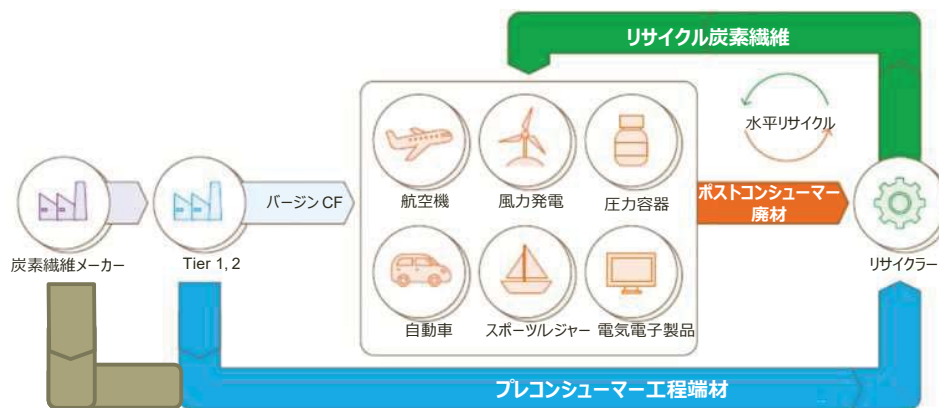 リサイクル炭素繊維
水平リサイクル
航空機
風力発電
圧力容器
バージン CF
ポストコンシューマー
廃材
炭素繊維メーカー
Tier 1, 2
リサイクラー
自動車
スポーツ/レジャー
電気電子製品
プレコンシューマー工程端材